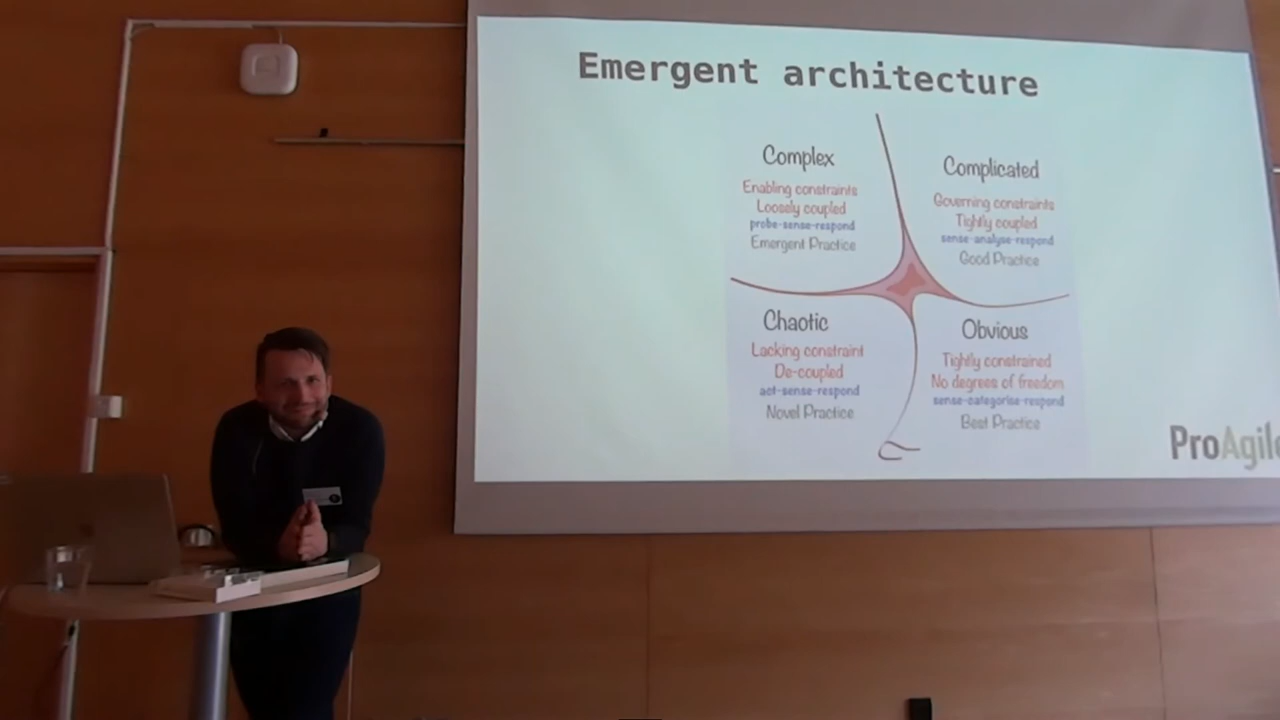 Emergent architecture
Complex
Enabling constraints
Loosely coupled
probe-sense-respond
Emergent Practice
Complicated
Governing constraints
Tightly coupled
sense-analyse-respond
Good Practice
Chaotic
Lacking constraint
De-coupled
act-sense-respond
Novel Practice
Obvious
Tightly constrained
No degrees of freedom
sense-categorise-respond
Best Practice
ProAgile